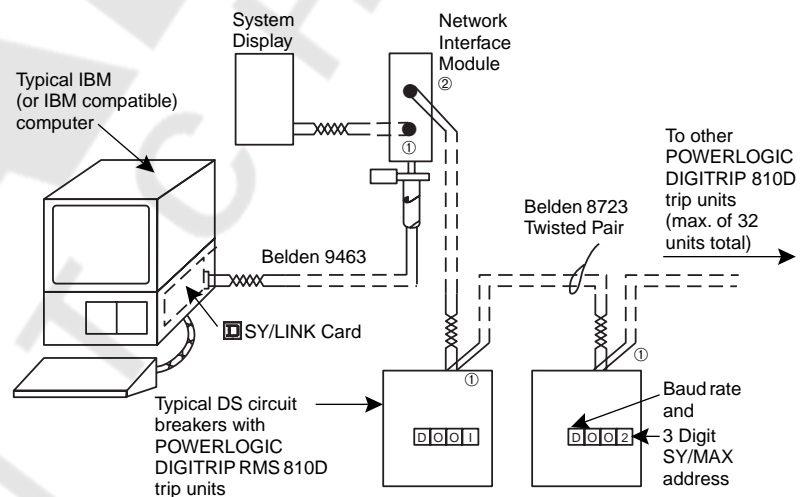 System
Display
Network
Interface
Module
②
①
Typical IBM
(or IBM compatible)
computer
To other
POWERLOGIC
DIGITRIP 810D
trip units
(max. of 32
units total)
Belden 8723
Twisted Pair
Belden 9463
D SY/LINK Card
①
①
Typical DS circuit
breakers with
POWERLOGIC
DIGITRIP RMS 810D
trip units
D O O I
D O O 2
Baud rate
and
3 Digit
SY/MAX
address